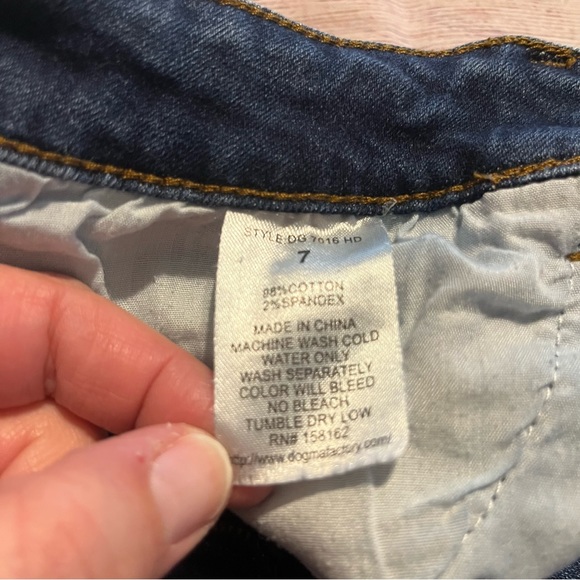 STYLE:DG 7016 HD
7
98%COTTON
2%SPANDEX
MADE IN CHINA
MACHINE WASH COLD
WATER ONLY
WASH SEPARATELY
COLOR WILL BLEED
NO BLEACH
TUMBLE DRY LOW
RN# 158162
http://www.dogmafactory.com/